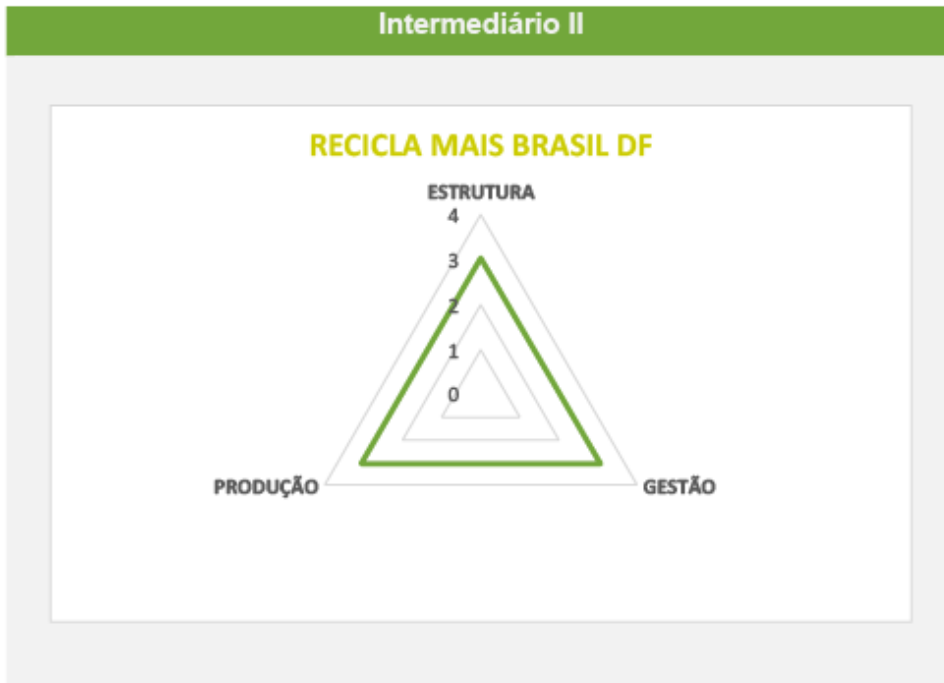 Intermediário II
RECICLA MAIS BRASIL DF
ESTRUTURA
4
3
2
1
0
PRODUÇÃO
GESTÃO